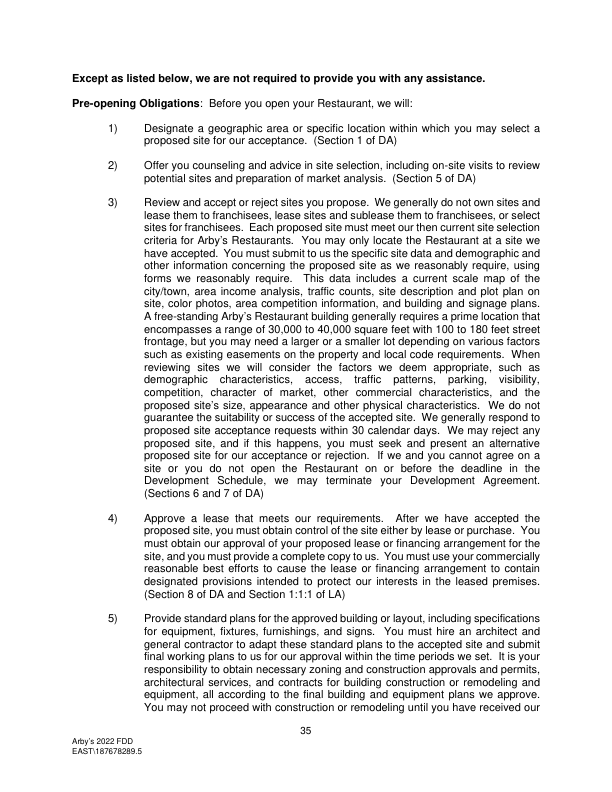 Except as listed below, we are not required to provide you with any assistance.
Pre-opening Obligations: Before you open your Restaurant, we will:
1) Designate a geographic area or specific location within which you may select a
proposed site for our acceptance. (Section 1 of DA)
2) Offer you counseling and advice in site selection, including on-site visits to review
potential sites and preparation of market analysis. (Section 5 of DA)
3) Review and accept or reject sites you propose. We generally do not own sites and
lease them to franchisees, lease sites and sublease them to franchisees, or select
sites for franchisees. Each proposed site must meet our then current site selection
criteria for Arby's Restaurants. You may only locate the Restaurant at a site we
have accepted. You must submit to us the specific site data and demographic and
other information concerning the proposed site as we reasonably require, using
forms we reasonably require. This data includes a current scale map of the
city/town, area income analysis, traffic counts, site description and plot plan on
site, color photos, area competition information, and building and signage plans.
A free-standing Arby's Restaurant building generally requires a prime location that
encompasses a range of 30,000 to 40,000 square feet with 100 to 180 feet street
frontage, but you may need a larger or a smaller lot depending on various factors
such as existing easements on the property and local code requirements. When
reviewing sites we will consider the factors we deem appropriate, such as
demographic characteristics, access, traffic patterns, parking, visibility,
competition, character of market, other commercial characteristics, and the
proposed site's size, appearance and other physical characteristics. We do not
guarantee the suitability or success of the accepted site. We generally respond to
proposed site acceptance requests within 30 calendar days. We may reject any
proposed site, and if this happens, you must seek and present an alternative
proposed site for our acceptance or rejection. If we and you cannot agree on a
site or you do not open the Restaurant on or before the deadline in the
Development Schedule, we may terminate your Development Agreement.
(Sections 6 and 7 of DA)
4) Approve a lease that meets our requirements. After we have accepted the
proposed site, you must obtain control of the site either by lease or purchase. You
must obtain our approval of your proposed lease or financing arrangement for the
site, and you must provide a complete copy to us. You must use your commercially
reasonable best efforts to cause the lease or financing arrangement to contain
designated provisions intended to protect our interests in the leased premises.
(Section 8 of DA and Section 1:1:1 of LA)
5) Provide standard plans for the approved building or layout, including specifications
for equipment, fixtures, furnishings, and signs. You must hire an architect and
general contractor to adapt these standard plans to the accepted site and submit
final working plans to us for our approval within the time periods we set. It is your
responsibility to obtain necessary zoning and construction approvals and permits,
architectural services, and contracts for building construction or remodeling and
equipment, all according to the final building and equipment plans we approve.
You may not proceed with construction or remodeling until you have received our
35
Arby's 2022 FDD
EAST\187678289.5